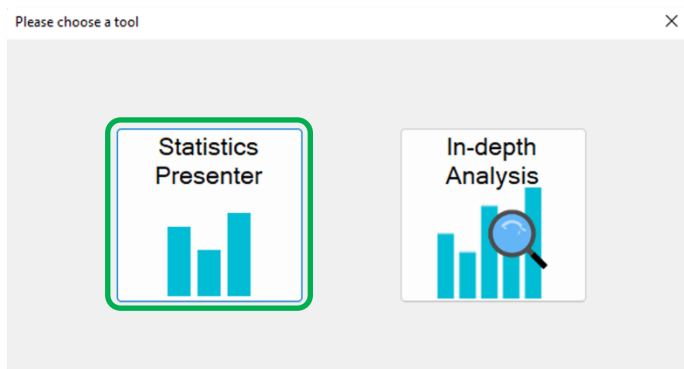 Please choose a tool
Statistics
Presenter
In-depth
Analysis